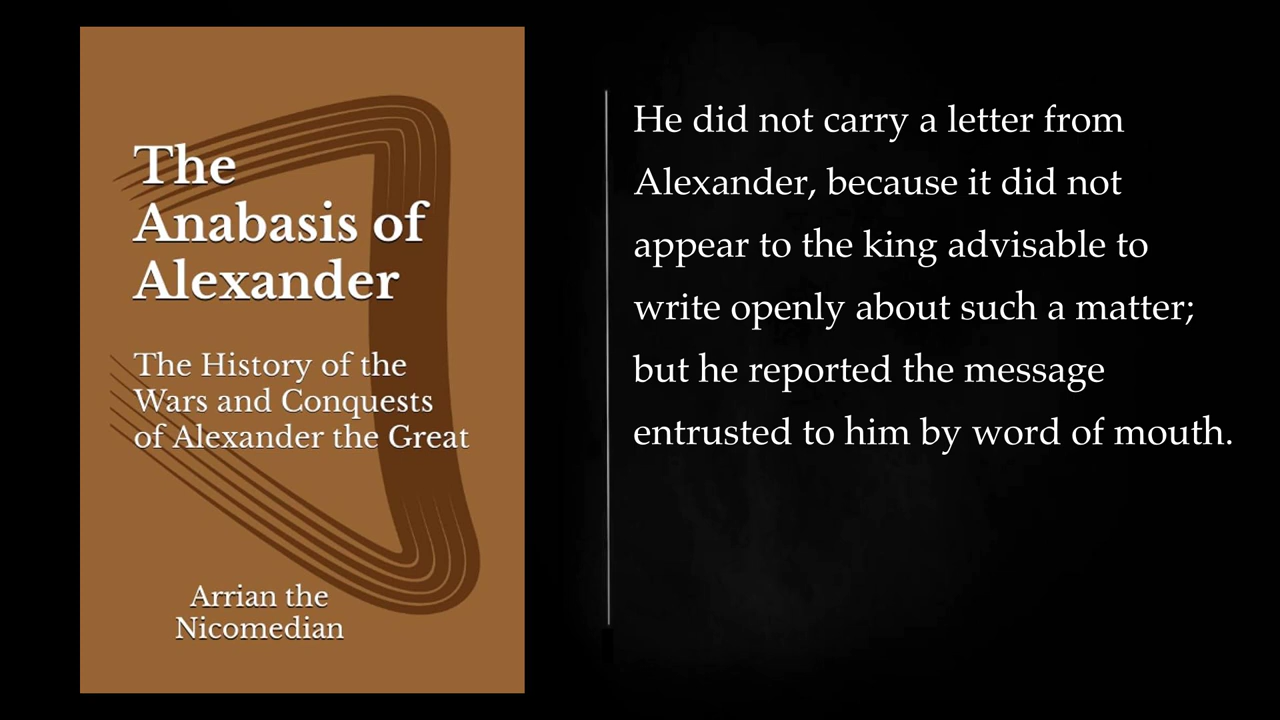 The
Anabasis of
Alexander
The History of the
Wars and Conquests
of Alexander the Great
Arrian the
Nicomedian
He did not carry a letter from
Alexander, because it did not
appear to the king advisable to
write openly about such a matter;
but he reported the message
entrusted to him by word of mouth.